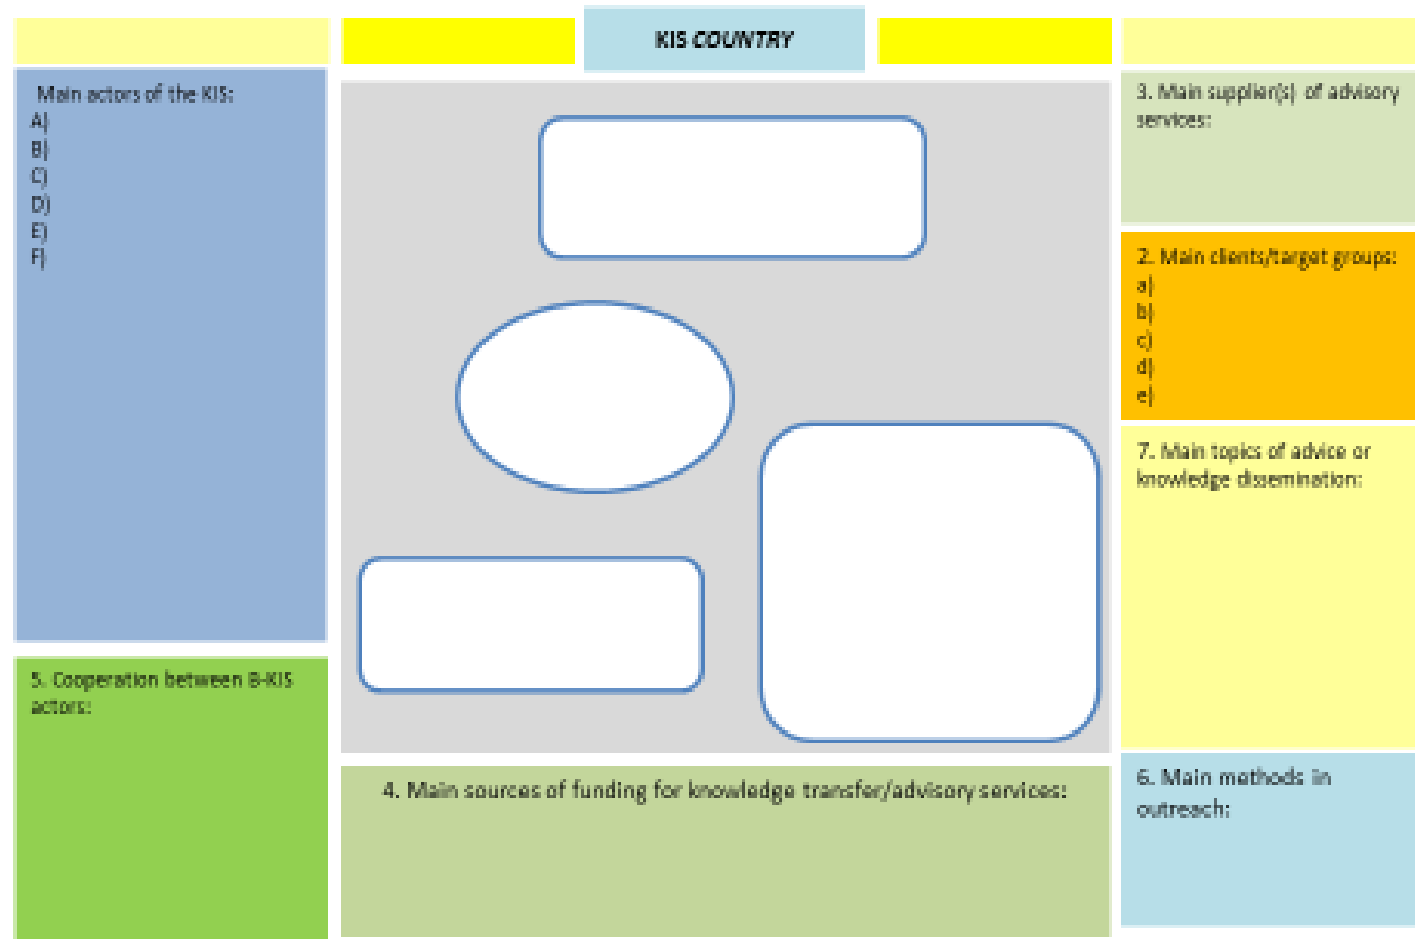 KIS COUNTRY
Main actors of the KIS:
A)
B)
C)
D)
E)
F)
5. Cooperation between B-KIS
actors:
4. Main sources of funding for knowledge transfer/advisory services:
3. Main supplier(s) of advisory
services:
2. Main clients/target groups:
a)
b)
c)
d)
e)
7. Main topics of advice or
knowledge dissemination:
6. Main methods in
outreach: